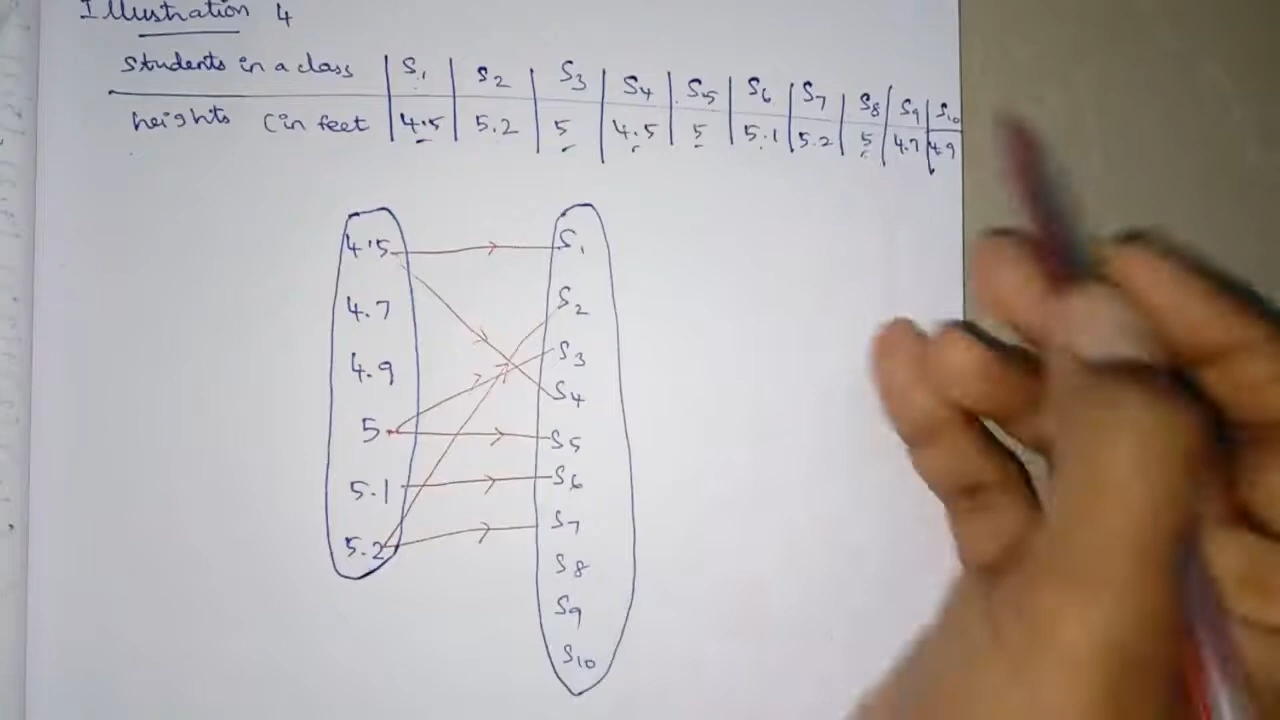 Illustration 4
students in a class S1 S2 S3 S4 S5 S6 S7 S8 S9 S10
heights (in feet 4.5 5.2 5 4.5 5 5.1 5.2 5 4.7 4.9
4.5 S1
4.7 S2
4.9 S3
S4
5 S5
5.1 S6
5.2 S7
S8
S9
S10